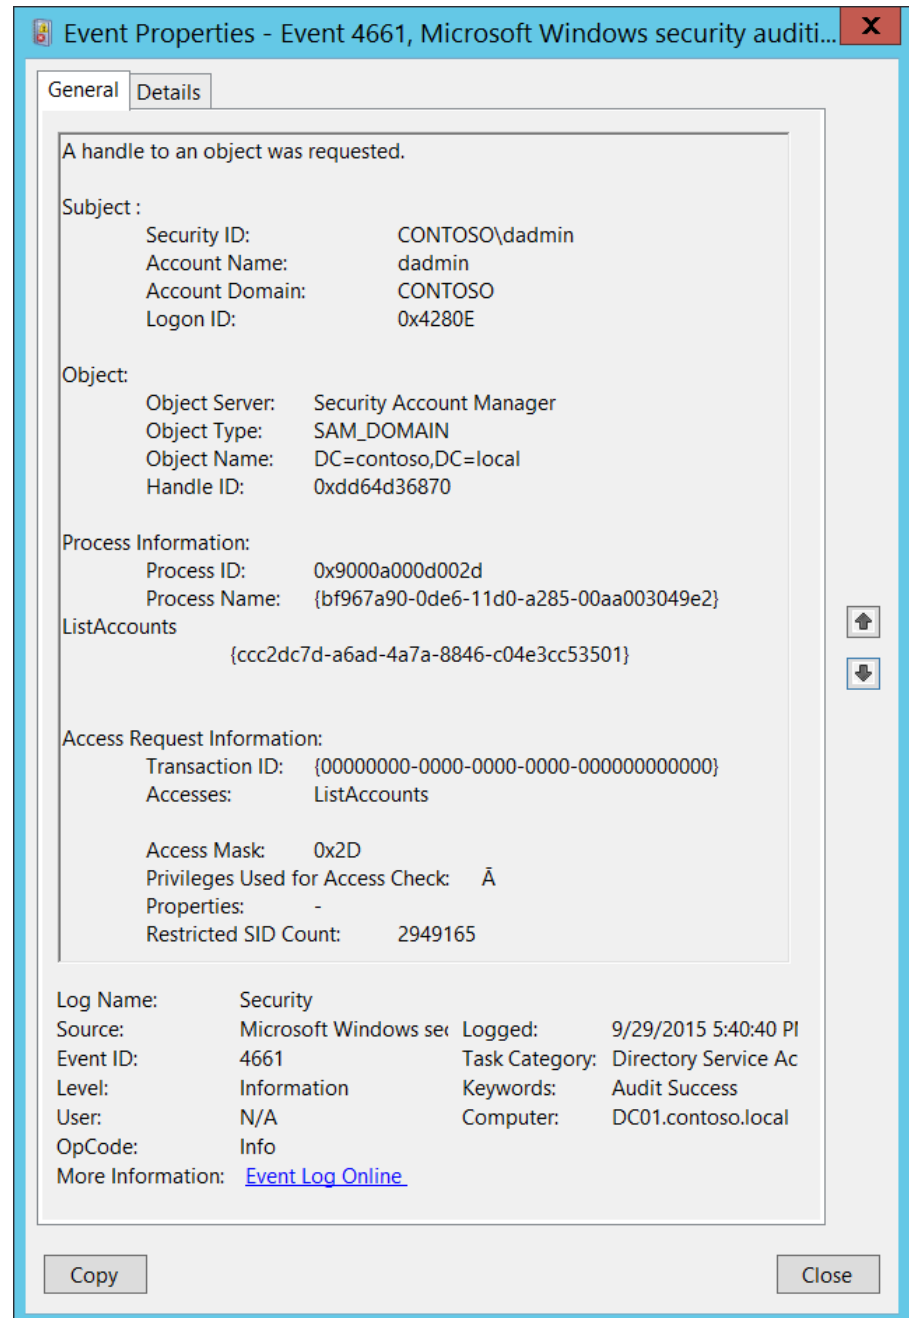 Event Properties - Event 4661, Microsoft Windows security auditi...
X
General Details
A handle to an object was requested.
Subject :
Security ID: CONTOSO\dadmin
Account Name: dadmin
Account Domain: CONTOSO
Logon ID: 0x4280E
Object:
Object Server: Security Account Manager
Object Type: SAM_DOMAIN
Object Name: DC=contoso,DC=local
Handle ID: 0xdd64d36870
Process Information:
Process ID: 0x9000a000d002d
Process Name: {bf967a90-0de6-11d0-a285-00aa003049e2}
ListAccounts
{ccc2dc7d-a6ad-4a7a-8846-c04e3cc53501}
Access Request Information:
Transaction ID: {00000000-0000-0000-0000-000000000000}
Accesses: ListAccounts
Access Mask: 0x2D
Privileges Used for Access Check: Ā
Properties: -
Restricted SID Count: 2949165
Log Name: Security
Source: Microsoft Windows sec Logged: 9/29/2015 5:40:40 PM
Event ID: 4661 Task Category: Directory Service Ac
Level: Information Keywords: Audit Success
User: N/A Computer: DC01.contoso.local
OpCode: Info
More Information: Event Log Online
Copy Close